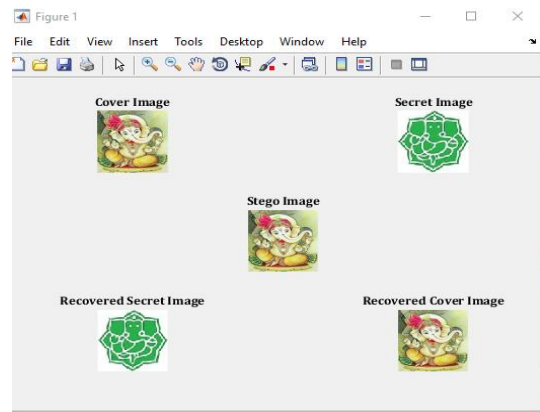 Figure 1
File Edit View Insert Tools Desktop Window Help
Cover Image
Secret Image
Stego Image
Recovered Secret Image
Recovered Cover Image